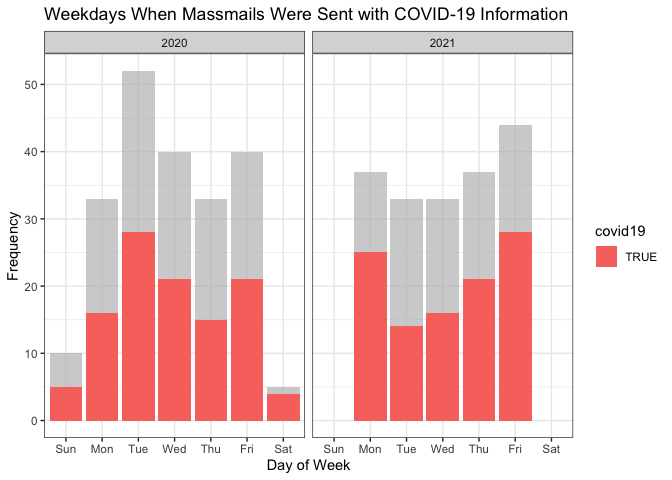 Weekdays When Massmails Were Sent with COVID-19 Information
2020
2021
50
40
30
20
10
0
Frequency
Sun Mon Tue Wed Thu Fri Sat
Sun Mon Tue Wed Thu Fri Sat
Day of Week
covid19
TRUE